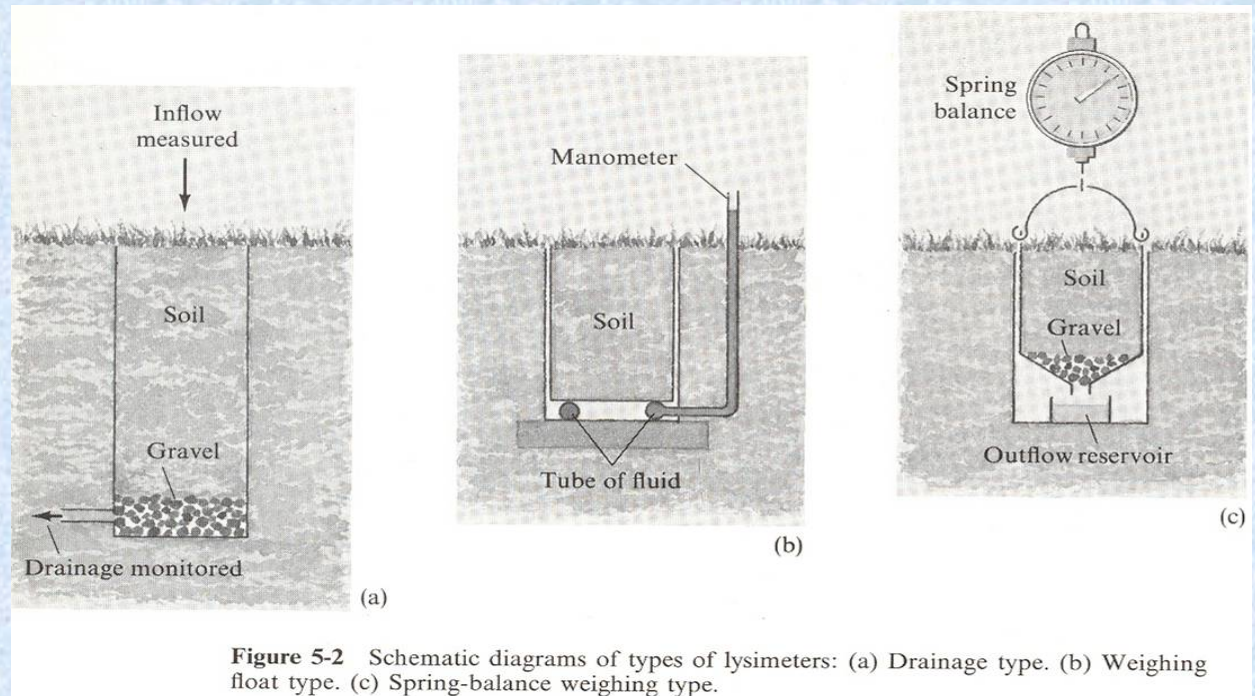 Inflow
measured
Soil
Gravel
Drainage monitored
(a)
Manometer
Soil
Tube of fluid
(b)
Spring
balance
Soil
Gravel
Outflow reservoir
(c)
Figure 5-2 Schematic diagrams of types of lysimeters: (a) Drainage type. (b) Weighing
float type. (c) Spring-balance weighing type.